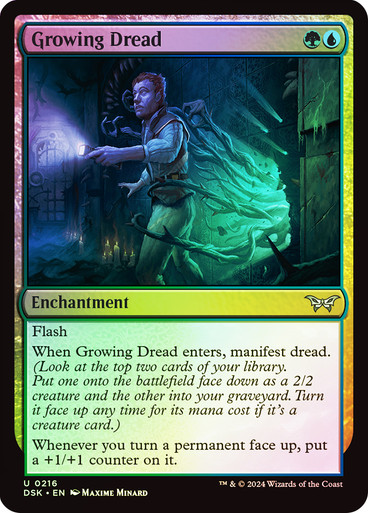 Growing Dread
Enchantment
Flash
When Growing Dread enters, manifest dread.
(Look at the top two cards of your library.
Put one onto the battlefield face down as a 2/2
creature and the other into your graveyard. Turn
it face up any time for its mana cost if it's a
creature card.)
Whenever you turn a permanent face up, put
a +1/+1 counter on it.
U 0216
DSK • EN Maxime Minard
™ & © 2024 Wizards of the Coast